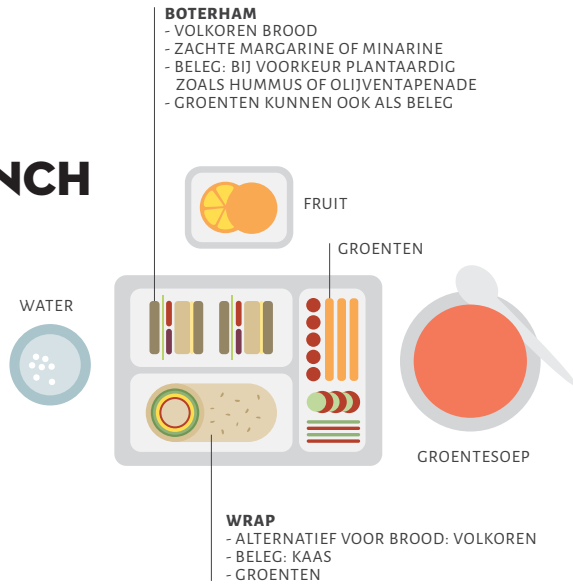 BOTERHAM
- VOLKOREN BROOD
- ZACHTE MARGARINE OF MINARINE
- BELEG: BIJ VOORKEUR PLANTAARDIG
ZOALS HUMMUS OF OLIJVENTAPENADE
- GROENTEN KUNNEN OOK ALS BELEG
NCH
FRUIT
GROENTEN
WATER
GROENTESOEP
WRAP
- ALTERNATIEF VOOR BROOD: VOLKOREN
- BELEG: KAAS
- GROENTEN